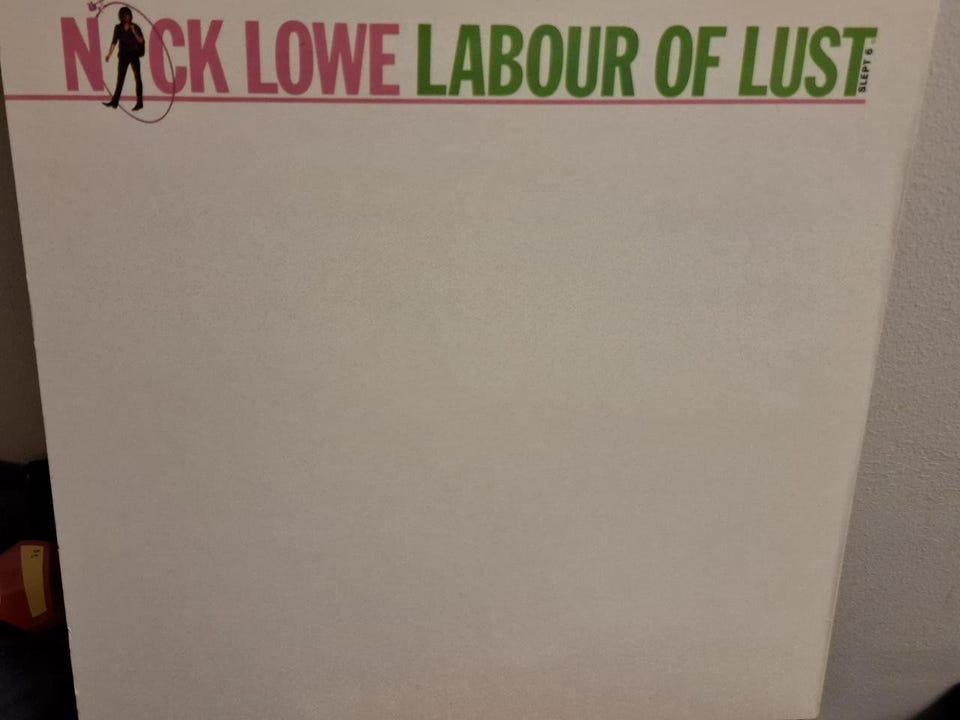 NICK LOWE LABOUR OF LUST
SLEPT 6